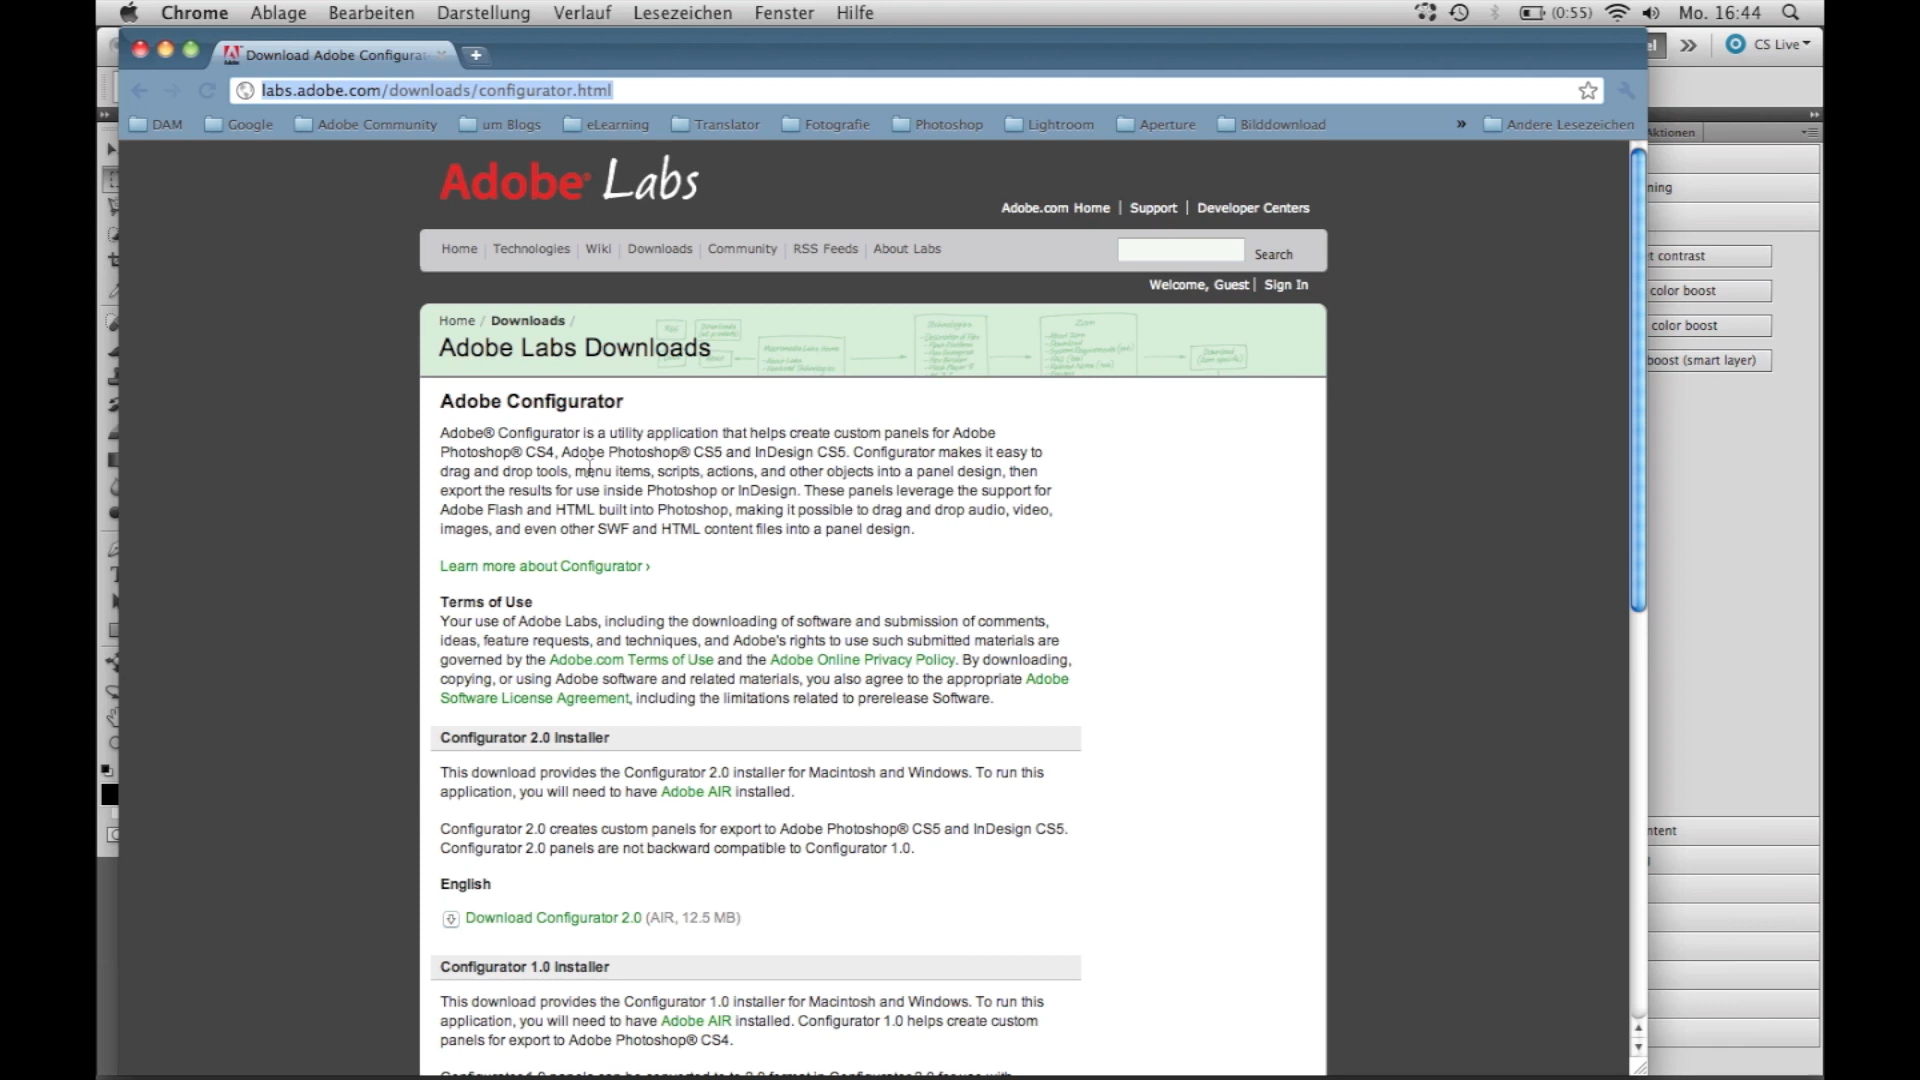 Chrome Ablage Bearbeiten Darstellung Verlauf Lesezeichen Fenster Hilfe (0:55) Mo. 16:44
CS Live
Download Adobe Configurat
labs.adobe.com/downloads/configurator.html
DAM Google Adobe Community um Blogs eLearning Translator Fotografie Photoshop Lightroom Aperture Bilddownload » Andere Lesezeichen
Aktionen
Adobe Labs
Adobe.com Home | Support | Developer Centers
Home | Technologies | Wiki | Downloads | Community | RSS Feeds | About Labs Search
Welcome, Guest | Sign In
Home / Downloads /
Adobe Labs Downloads
Adobe Configurator
Adobe® Configurator is a utility application that helps create custom panels for Adobe
Photoshop® CS4, Adobe Photoshop® CS5 and InDesign CS5. Configurator makes it easy to
drag and drop tools, menu items, scripts, actions, and other objects into a panel design, then
export the results for use inside Photoshop or InDesign. These panels leverage the support for
Adobe Flash and HTML built into Photoshop, making it possible to drag and drop audio, video,
images, and even other SWF and HTML content files into a panel design.
Learn more about Configurator ›
Terms of Use
Your use of Adobe Labs, including the downloading of software and submission of comments,
ideas, feature requests, and techniques, and Adobe's rights to use such submitted materials are
governed by the Adobe.com Terms of Use and the Adobe Online Privacy Policy. By downloading,
copying, or using Adobe software and related materials, you also agree to the appropriate Adobe
Software License Agreement, including the limitations related to prerelease Software.
Configurator 2.0 Installer
This download provides the Configurator 2.0 installer for Macintosh and Windows. To run this
application, you will need to have Adobe AIR installed.
Configurator 2.0 creates custom panels for export to Adobe Photoshop® CS5 and InDesign CS5.
Configurator 2.0 panels are not backward compatible to Configurator 1.0.
English
Download Configurator 2.0 (AIR, 12.5 MB)
Configurator 1.0 Installer
This download provides the Configurator 1.0 installer for Macintosh and Windows. To run this
application, you will need to have Adobe AIR installed. Configurator 1.0 helps create custom
panels for export to Adobe Photoshop® CS4.
ning
t contrast
color boost
color boost
boost (smart layer)
ntent